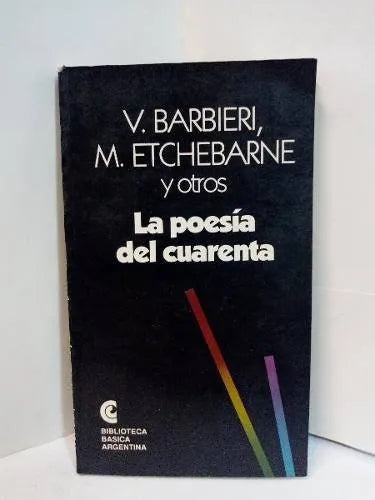 V. BARBIERI,
M. ETCHEBARNE
y otros
La poesía
del cuarenta
BIBLIOTECA
BASICA
ARGENTINA